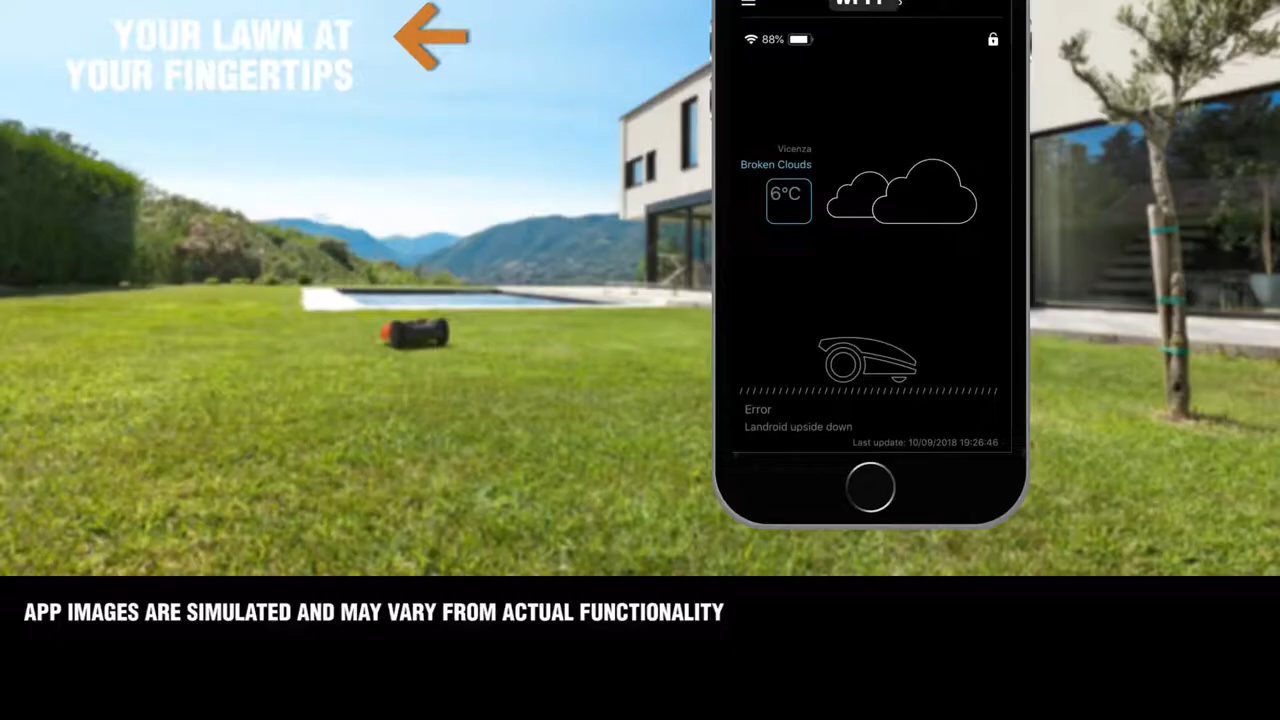 YOUR LAWN AT
YOUR FINGERTIPS
88%
Vicenza
Broken Clouds
6°C
Error
Landroid upside down
Last update: 10/09/2018 19:26:46
APP IMAGES ARE SIMULATED AND MAY VARY FROM ACTUAL FUNCTIONALITY